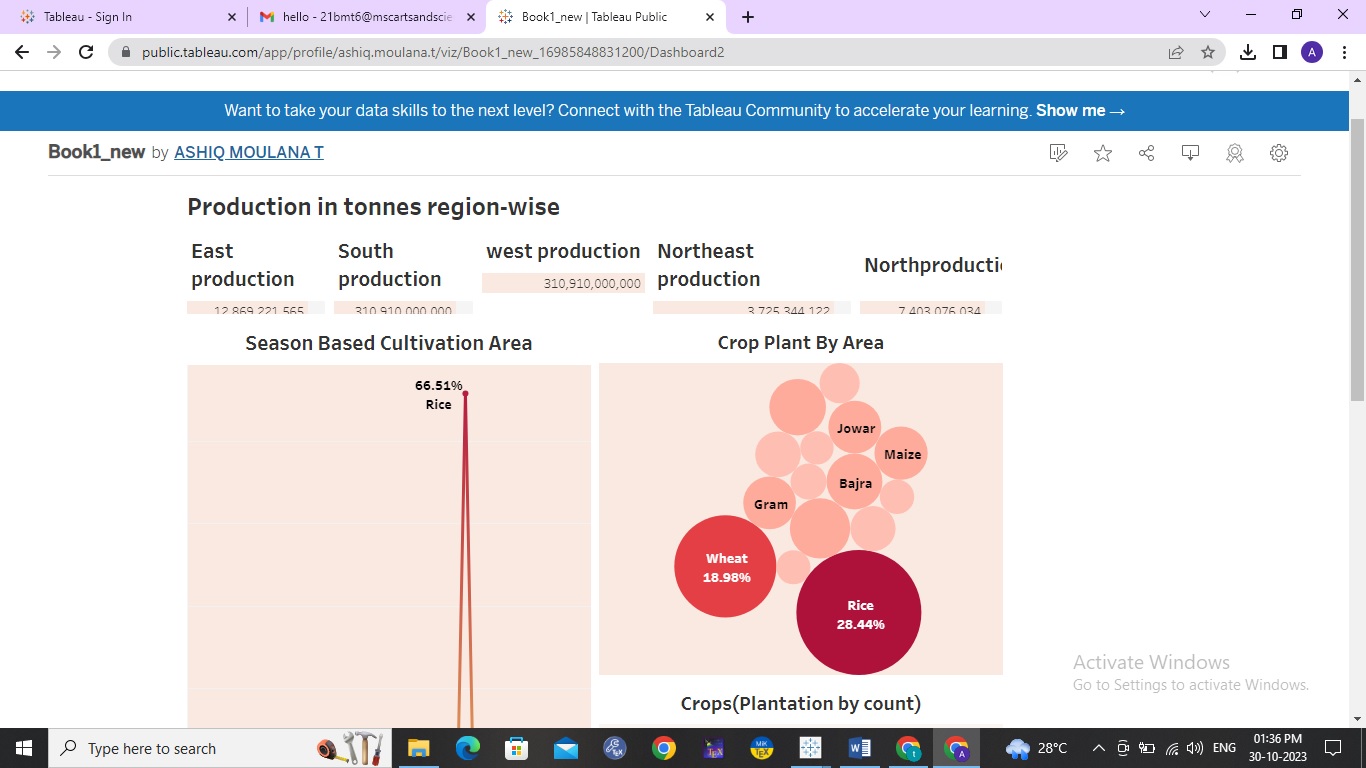 Tableau - Sign In
hello - 21bmt6@mscartsandscie
Book1_new | Tableau Public
public.tableau.com/app/profile/ashiq.moulana.t/viz/Book1_new_16985848831200/Dashboard2
A
Want to take your data skills to the next level? Connect with the Tableau Community to accelerate your learning. Show me →
Book1_new by ASHIQ MOULANA T
Production in tonnes region-wise
East
production
12,869,221,565
South
production
310,910,000,000
west production
310,910,000,000
Northeast
production
3,725,344,122
Northproducti
7,403,076,034
Season Based Cultivation Area
66.51%
Rice
Crop Plant By Area
Jowar
Maize
Bajra
Gram
Wheat
18.98%
Rice
28.44%
Crops(Plantation by count)
Activate Windows
Go to Settings to activate Windows.
Type here to search
28°C
ENG
01:36 PM
30-10-2023